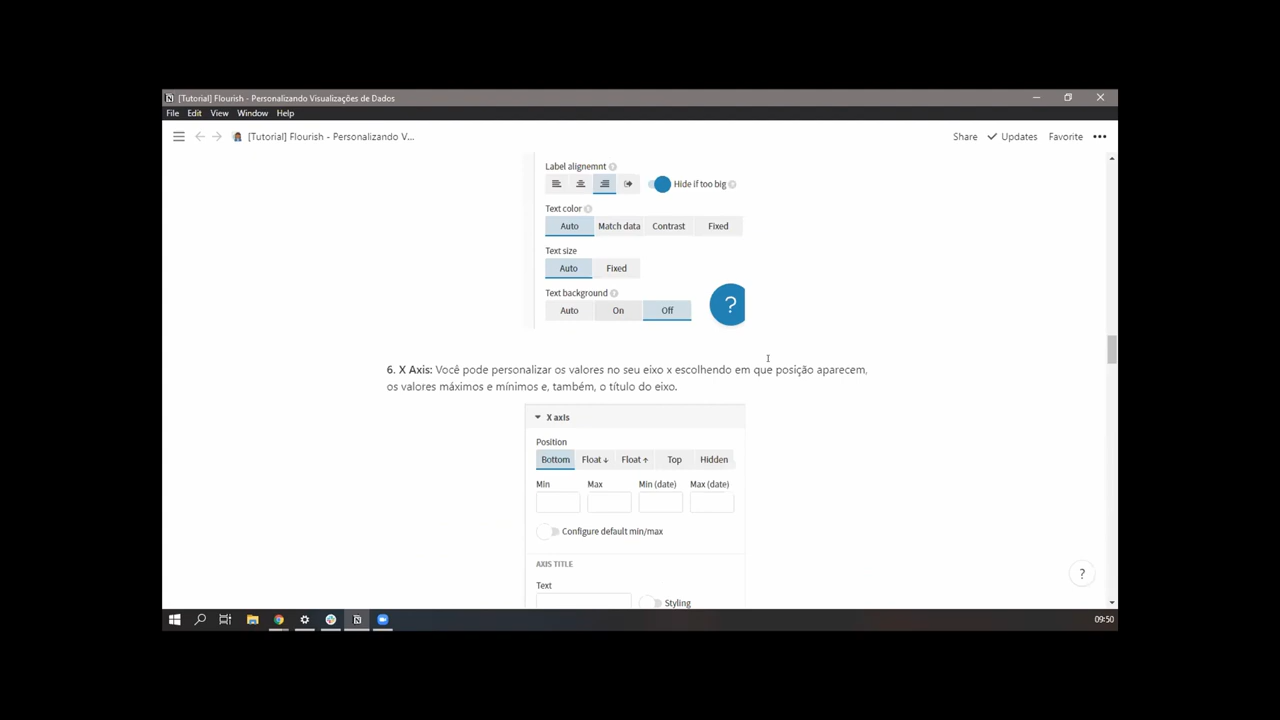 [Tutorial] Flourish - Personalizando Visualizações de Dados
File Edit View Window Help
[Tutorial] Flourish - Personalizando V... Share Updates Favorite
Label alignemnt
Hide if too big
Text color
Auto Match data Contrast Fixed
Text size
Auto Fixed
Text background
Auto On Off
?
6. X Axis: Você pode personalizar os valores no seu eixo x escolhendo em que posição aparecem,
os valores máximos e mínimos e, também, o título do eixo.
X axis
Position
Bottom Float ↓ Float ↑ Top Hidden
Min Max Min (date) Max (date)
Configure default min/max
AXIS TITLE
?
Text
Styling
09:50